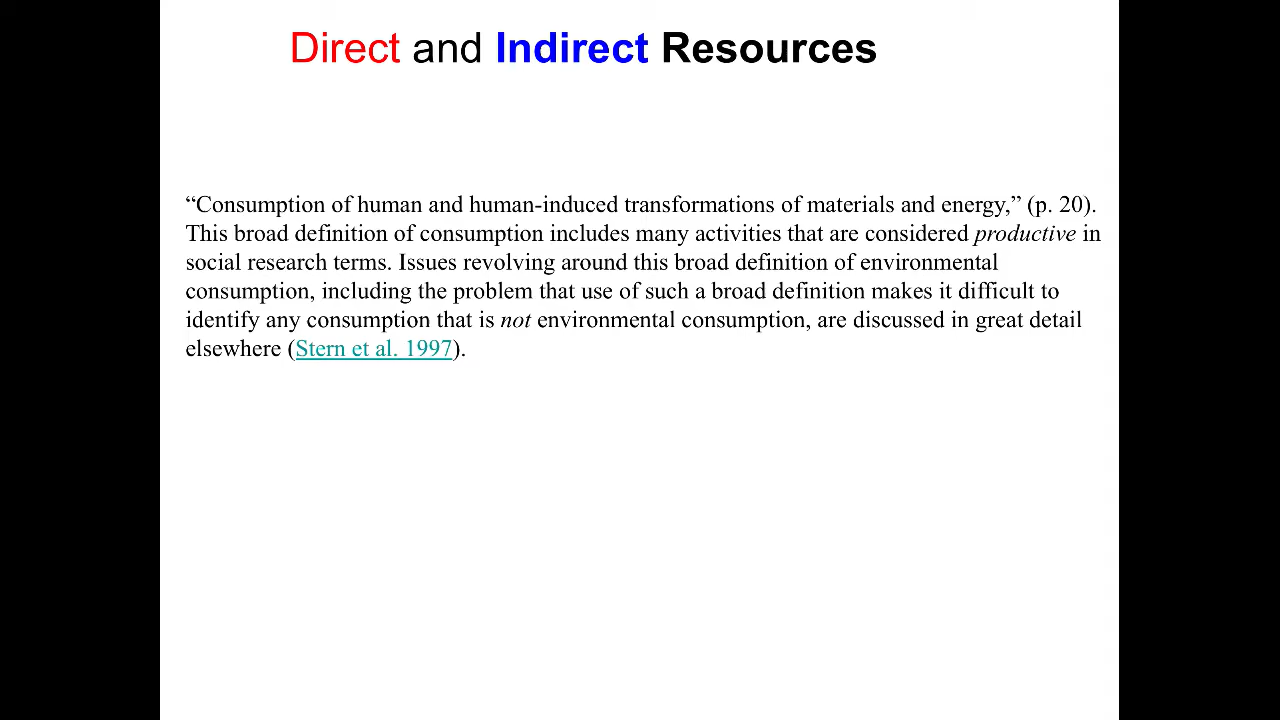 Direct and Indirect Resources
“Consumption of human and human-induced transformations of materials and energy,” (p. 20).
This broad definition of consumption includes many activities that are considered productive in
social research terms. Issues revolving around this broad definition of environmental
consumption, including the problem that use of such a broad definition makes it difficult to
identify any consumption that is not environmental consumption, are discussed in great detail
elsewhere (Stern et al. 1997).